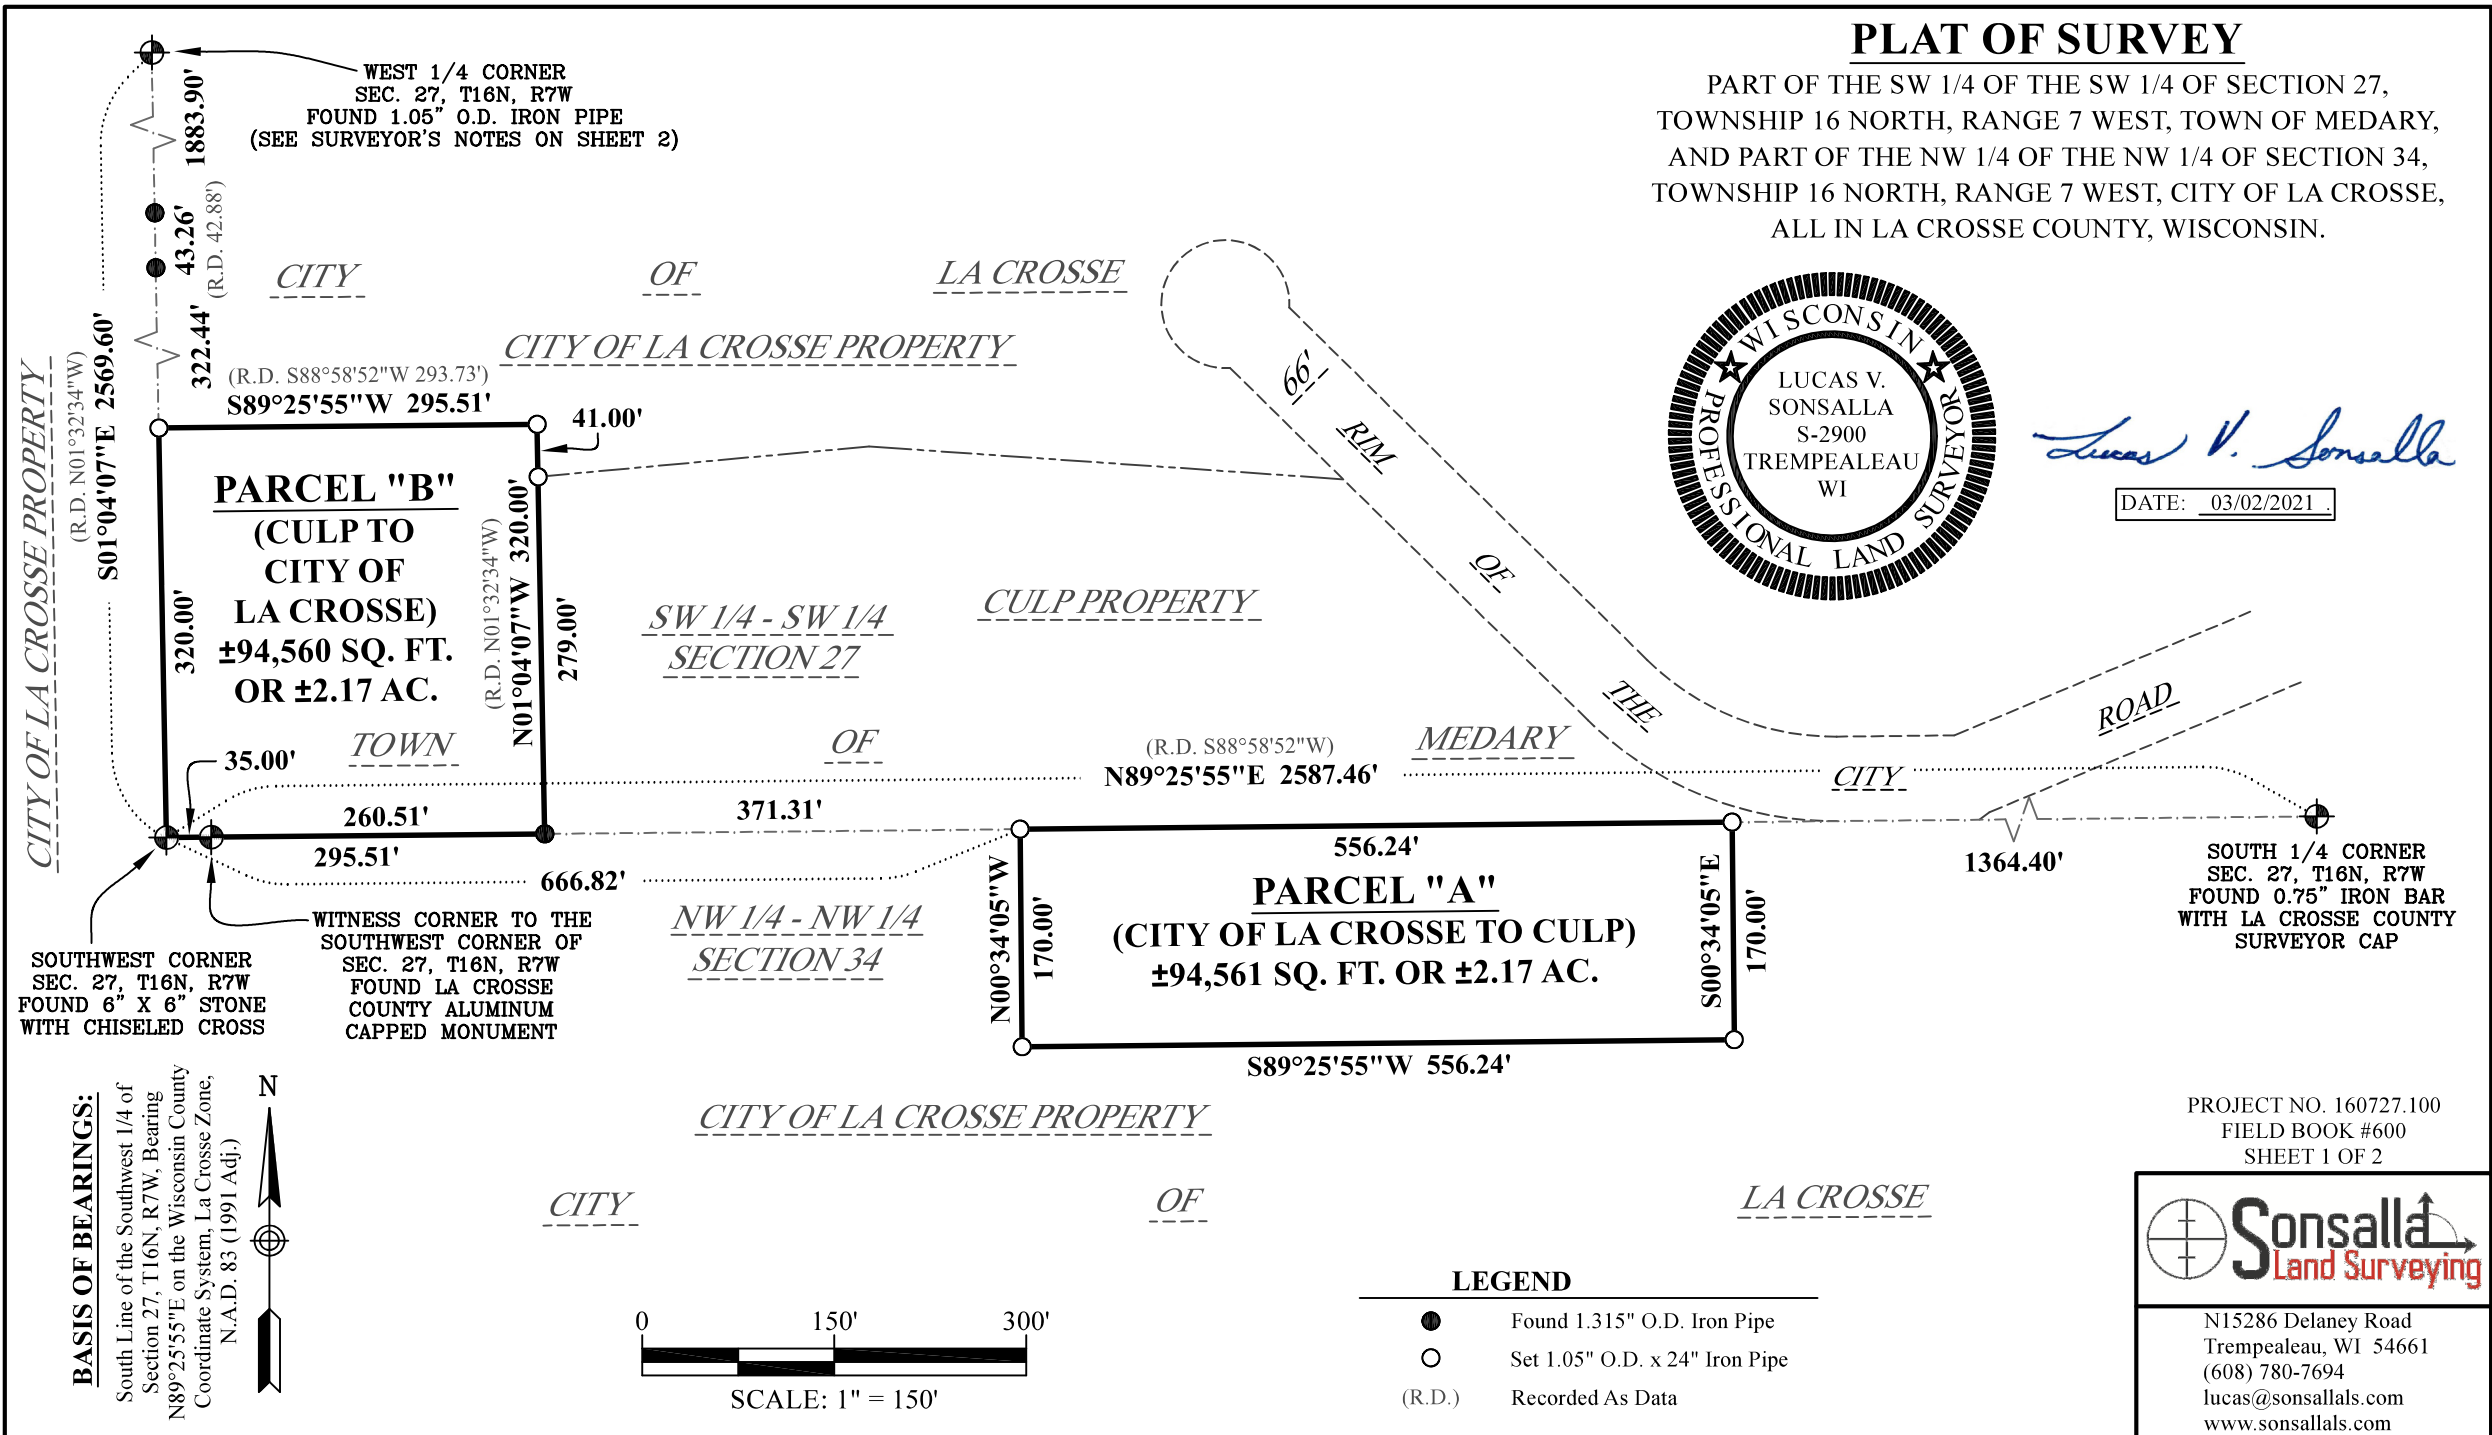 PLAT OF SURVEY
PART OF THE SW 1/4 OF THE SW 1/4 OF SECTION 27,
TOWNSHIP 16 NORTH, RANGE 7 WEST, TOWN OF MEDARY,
AND PART OF THE NW 1/4 OF THE NW 1/4 OF SECTION 34,
TOWNSHIP 16 NORTH, RANGE 7 WEST, CITY OF LA CROSSE,
ALL IN LA CROSSE COUNTY, WISCONSIN.
WEST 1/4 CORNER
SEC. 27, T16N, R7W
FOUND 1.05" O.D. IRON PIPE
(SEE SURVEYOR'S NOTES ON SHEET 2)
1883.90'
43.26'
(R.D. 42.88')
322.44'
CITY OF LA CROSSE
CITY OF LA CROSSE PROPERTY
WISCONSIN
PROFESSIONAL LAND SURVEYOR
LUCAS V.
SONSALLA
S-2900
TREMPEALEAU
WI
Lucas V. Sonsalla
DATE: 03/02/2021 .
CITY OF LA CROSSE PROPERTY
(R.D. N01°32'34"W)
S01°04'07"E 2569.60'
(R.D. S88°58'52"W 293.73')
S89°25'55"W 295.51'
41.00'
PARCEL "B"
(CULP TO
CITY OF
LA CROSSE)
±94,560 SQ. FT.
OR ±2.17 AC.
320.00'
(R.D. N01°32'34"W)
N01°04'07"W 320.00'
279.00'
66'
RIM
OF
THE
ROAD
SW 1/4 - SW 1/4
SECTION 27
CULP PROPERTY
TOWN OF MEDARY
35.00'
(R.D. S88°58'52"W)
N89°25'55"E 2587.46'
CITY
260.51'
371.31'
295.51'
666.82'
556.24'
1364.40'
PARCEL "A"
(CITY OF LA CROSSE TO CULP)
±94,561 SQ. FT. OR ±2.17 AC.
N00°34'05"W
170.00'
S00°34'05"E
170.00'
S89°25'55"W 556.24'
SOUTH 1/4 CORNER
SEC. 27, T16N, R7W
FOUND 0.75" IRON BAR
WITH LA CROSSE COUNTY
SURVEYOR CAP
NW 1/4 - NW 1/4
SECTION 34
WITNESS CORNER TO THE
SOUTHWEST CORNER OF
SEC. 27, T16N, R7W
FOUND LA CROSSE
COUNTY ALUMINUM
CAPPED MONUMENT
SOUTHWEST CORNER
SEC. 27, T16N, R7W
FOUND 6" X 6" STONE
WITH CHISELED CROSS
BASIS OF BEARINGS:
South Line of the Southwest 1/4 of
Section 27, T16N, R7W, Bearing
N89°25'55"E on the Wisconsin County
Coordinate System, La Crosse Zone,
N.A.D. 83 (1991 Adj.)
N
CITY OF LA CROSSE PROPERTY
CITY OF LA CROSSE
0 150' 300'
SCALE: 1" = 150'
LEGEND
Found 1.315" O.D. Iron Pipe
Set 1.05" O.D. x 24" Iron Pipe
(R.D.) Recorded As Data
PROJECT NO. 160727.100
FIELD BOOK #600
SHEET 1 OF 2
Sonsalla
Land Surveying
N15286 Delaney Road
Trempealeau, WI 54661
(608) 780-7694
lucas@sonsallals.com
www.sonsallals.com